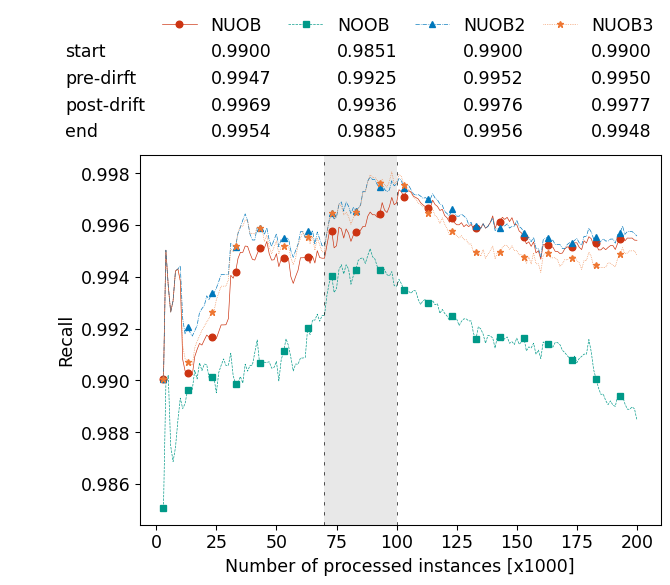 NUOB NOOB NUOB2 NUOB3
start 0.9900 0.9851 0.9900 0.9900
pre-dirft 0.9947 0.9925 0.9952 0.9950
post-drift 0.9969 0.9936 0.9976 0.9977
end 0.9954 0.9885 0.9956 0.9948
0.998
0.996
0.994
0.992
0.990
0.988
0.986
Recall
0 25 50 75 100 125 150 175 200
Number of processed instances [x1000]